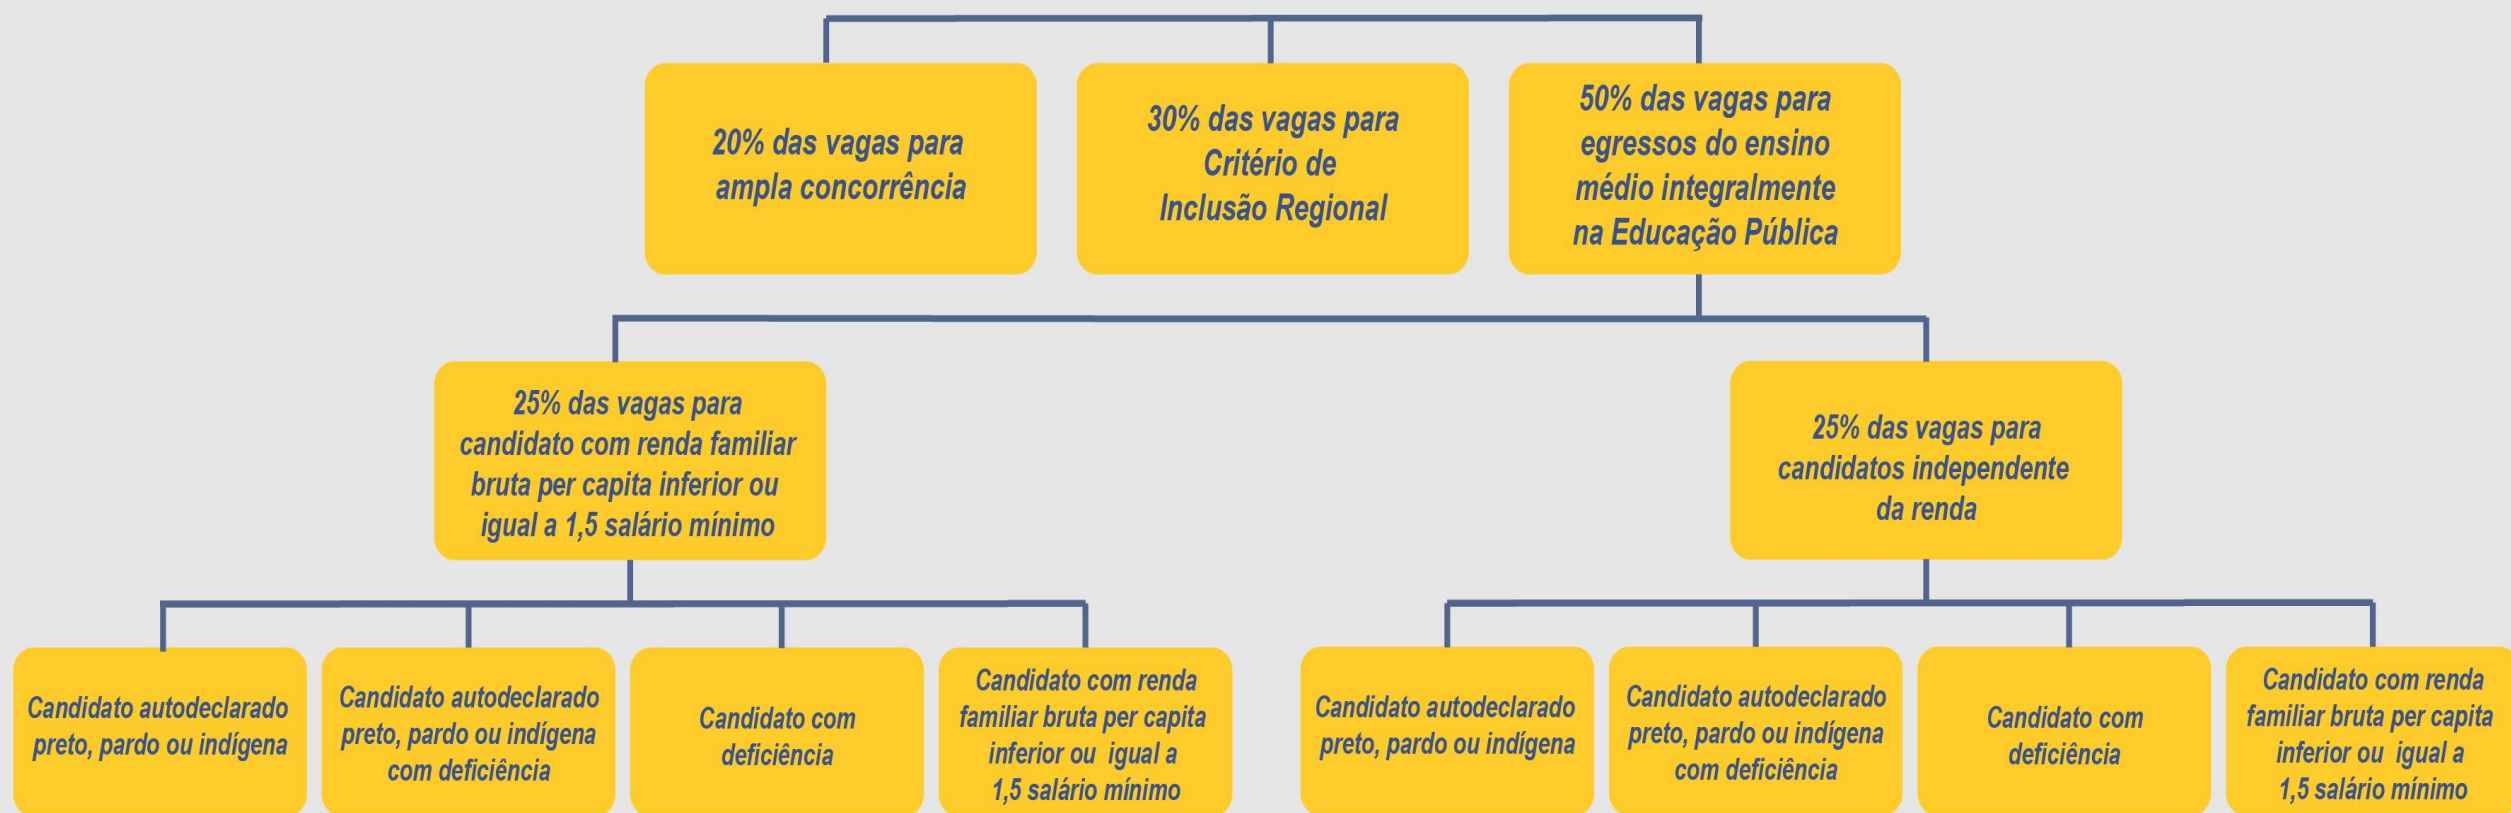 20% das vagas para
ampla concorrência
30% das vagas para
Critério de
Inclusão Regional
50% das vagas para
egressos do ensino
médio integralmente
na Educação Pública
25% das vagas para
candidato com renda familiar
bruta per capita inferior ou
igual a 1,5 salário mínimo
25% das vagas para
candidatos independente
da renda
Candidato autodeclarado
preto, pardo ou indígena
Candidato autodeclarado
preto, pardo ou indígena
com deficiência
Candidato com
deficiência
Candidato com renda
familiar bruta per capita
inferior ou igual a
1,5 salário mínimo
Candidato autodeclarado
preto, pardo ou indígena
Candidato autodeclarado
preto, pardo ou indígena
com deficiência
Candidato com
deficiência
Candidato com renda
familiar bruta per capita
inferior ou igual a
1,5 salário mínimo